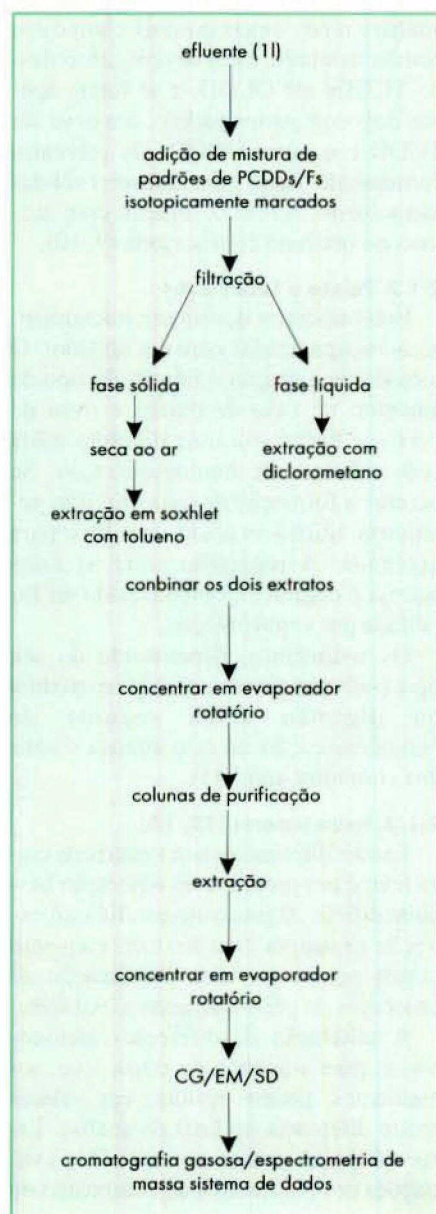 efluente (1l)
adição de mistura de
padrões de PCDDs/Fs
isotopicamente marcados
filtração
fase sólida
fase líquida
seca ao ar
extração com
diclorometano
extração em soxhlet
com tolueno
conbinar os dois extratos
concentrar em evaporador
rotatório
colunas de purificação
extração
concentrar em evaporador
rotatório
CG/EM/SD
cromatografia gasosa/espectrometria de
massa sistema de dados